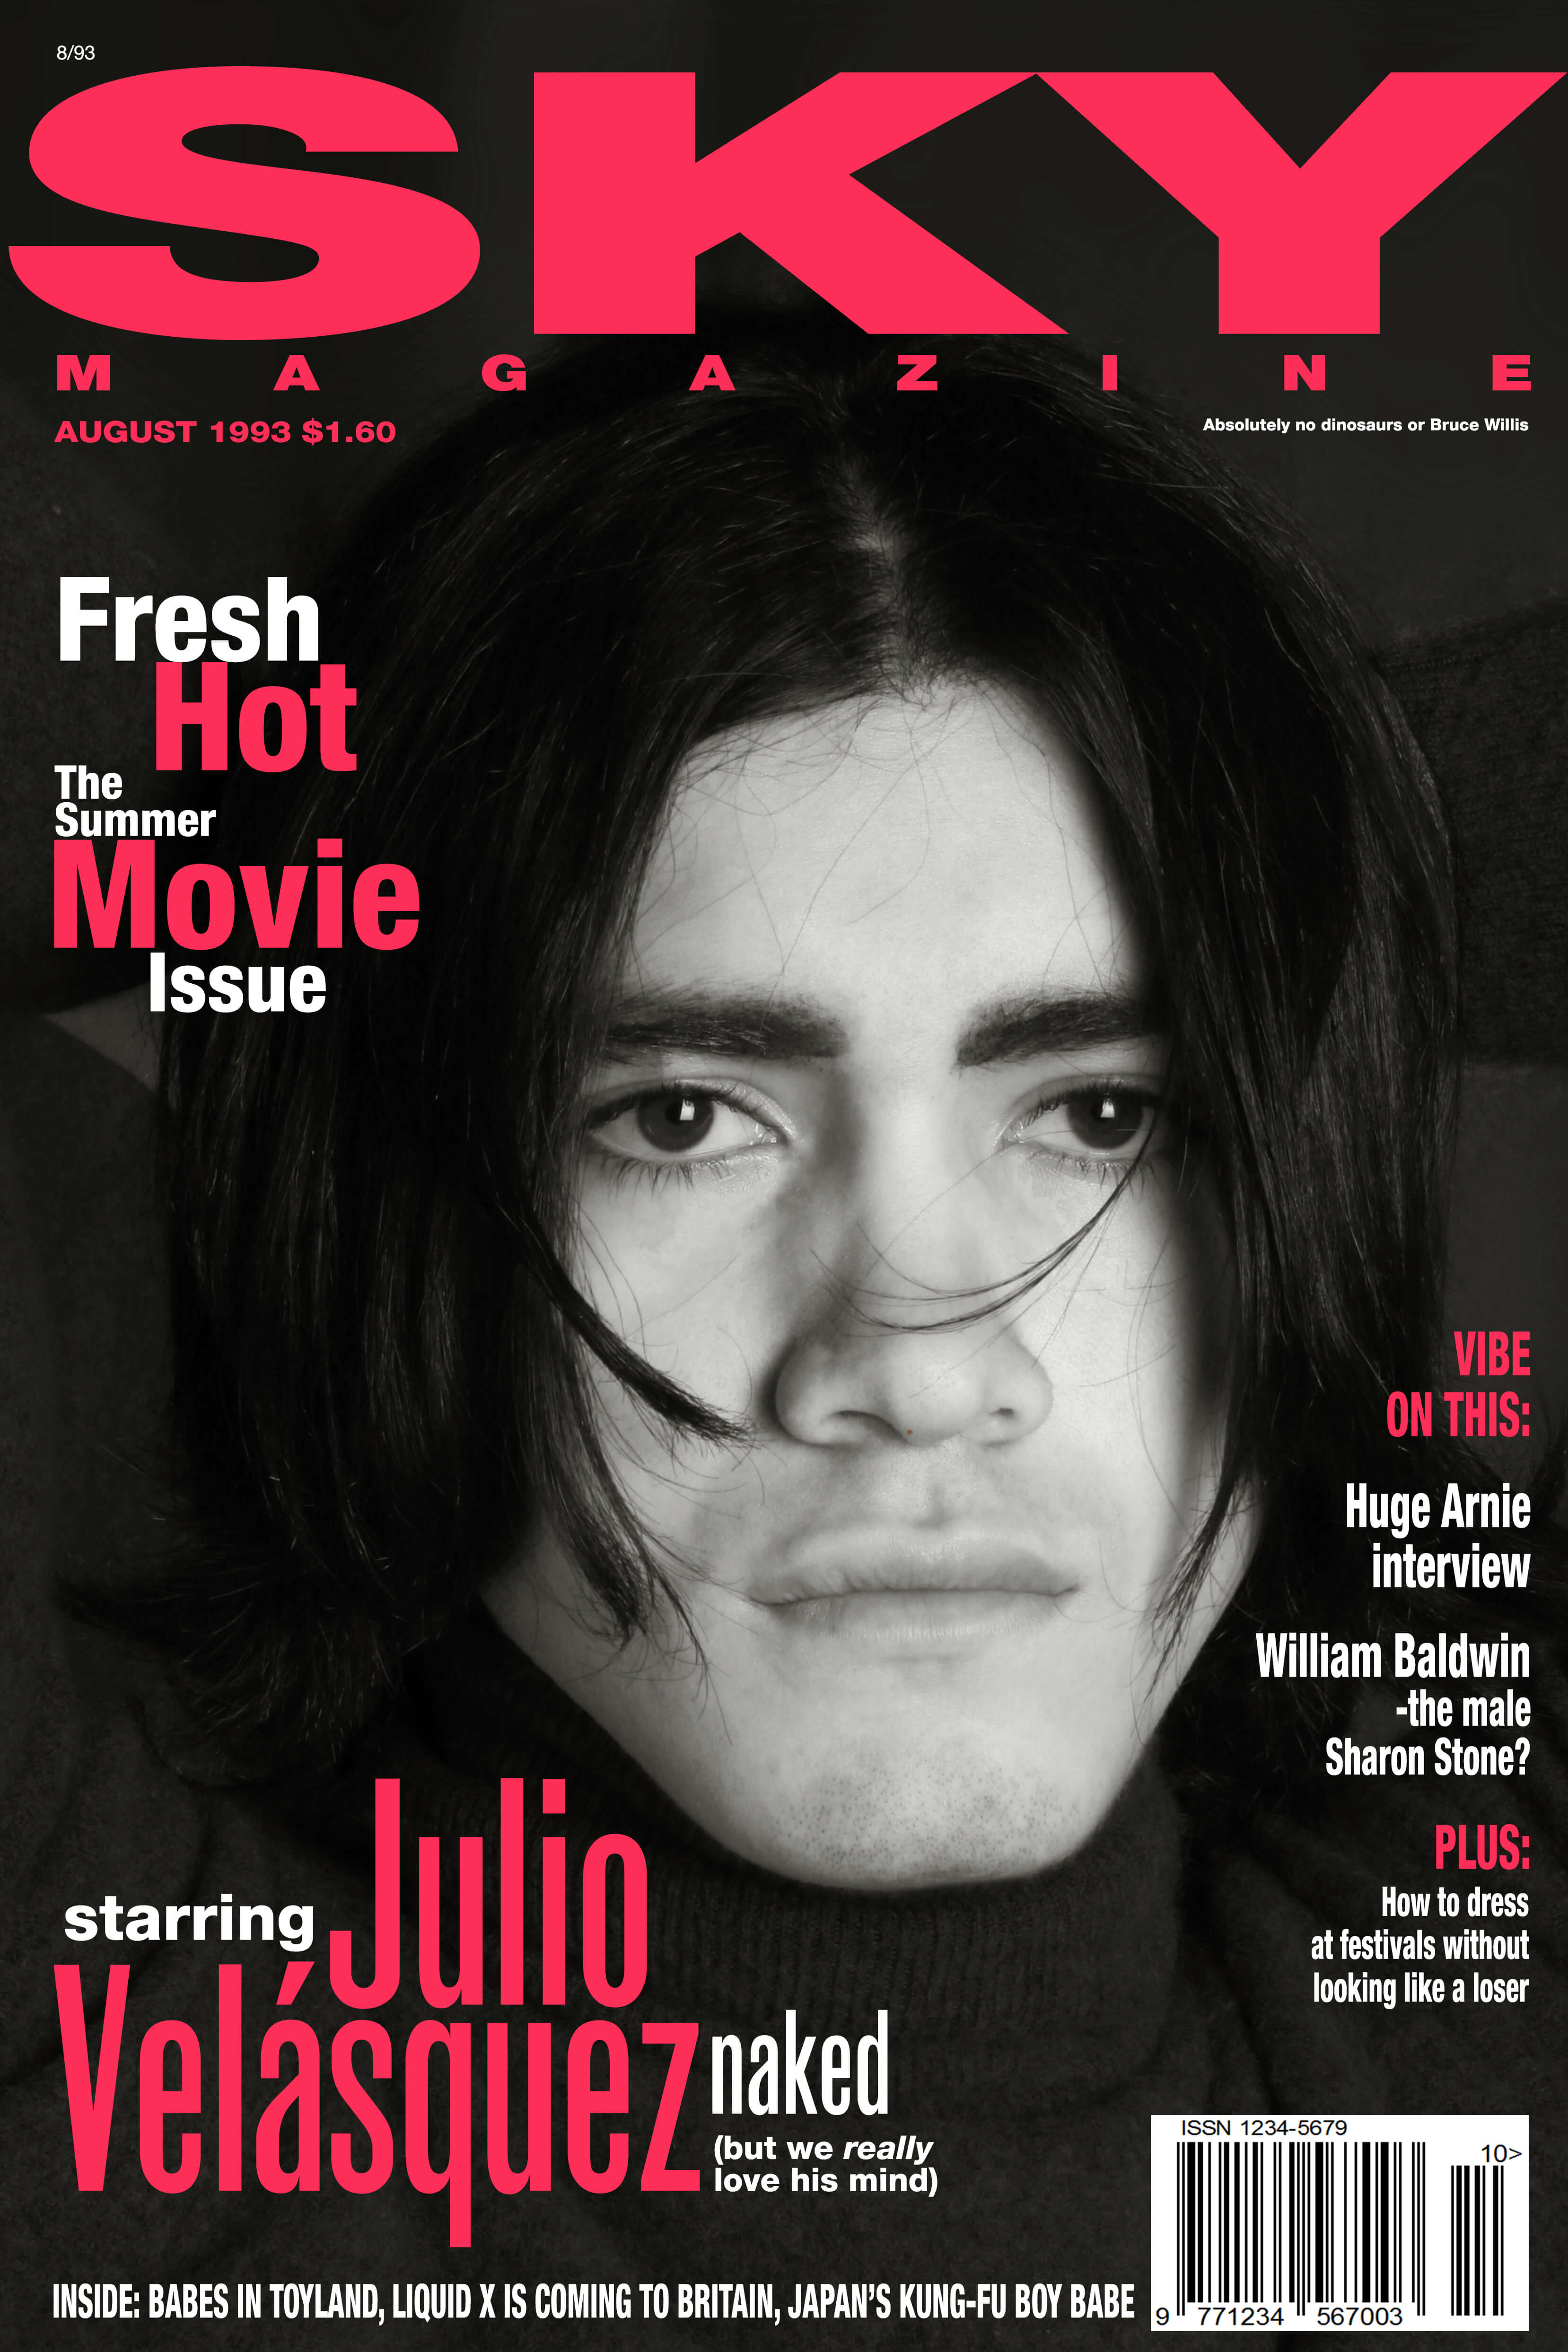 8/93
SKY
MAGAZINE
AUGUST 1993 $1.60
Absolutely no dinosaurs or Bruce Willis
Fresh
Hot
The
Summer
Movie
Issue
VIBE
ON THIS:
Huge Arnie
interview
William Baldwin
-the male
Sharon Stone?
PLUS:
How to dress
at festivals without
looking like a loser
starring Julio
Velásquez naked
(but we really
love his mind)
INSIDE: BABES IN TOYLAND, LIQUID X IS COMING TO BRITAIN, JAPAN'S KUNG-FU BOY BABE
ISSN 1234-5679
10>
9 771234 567003